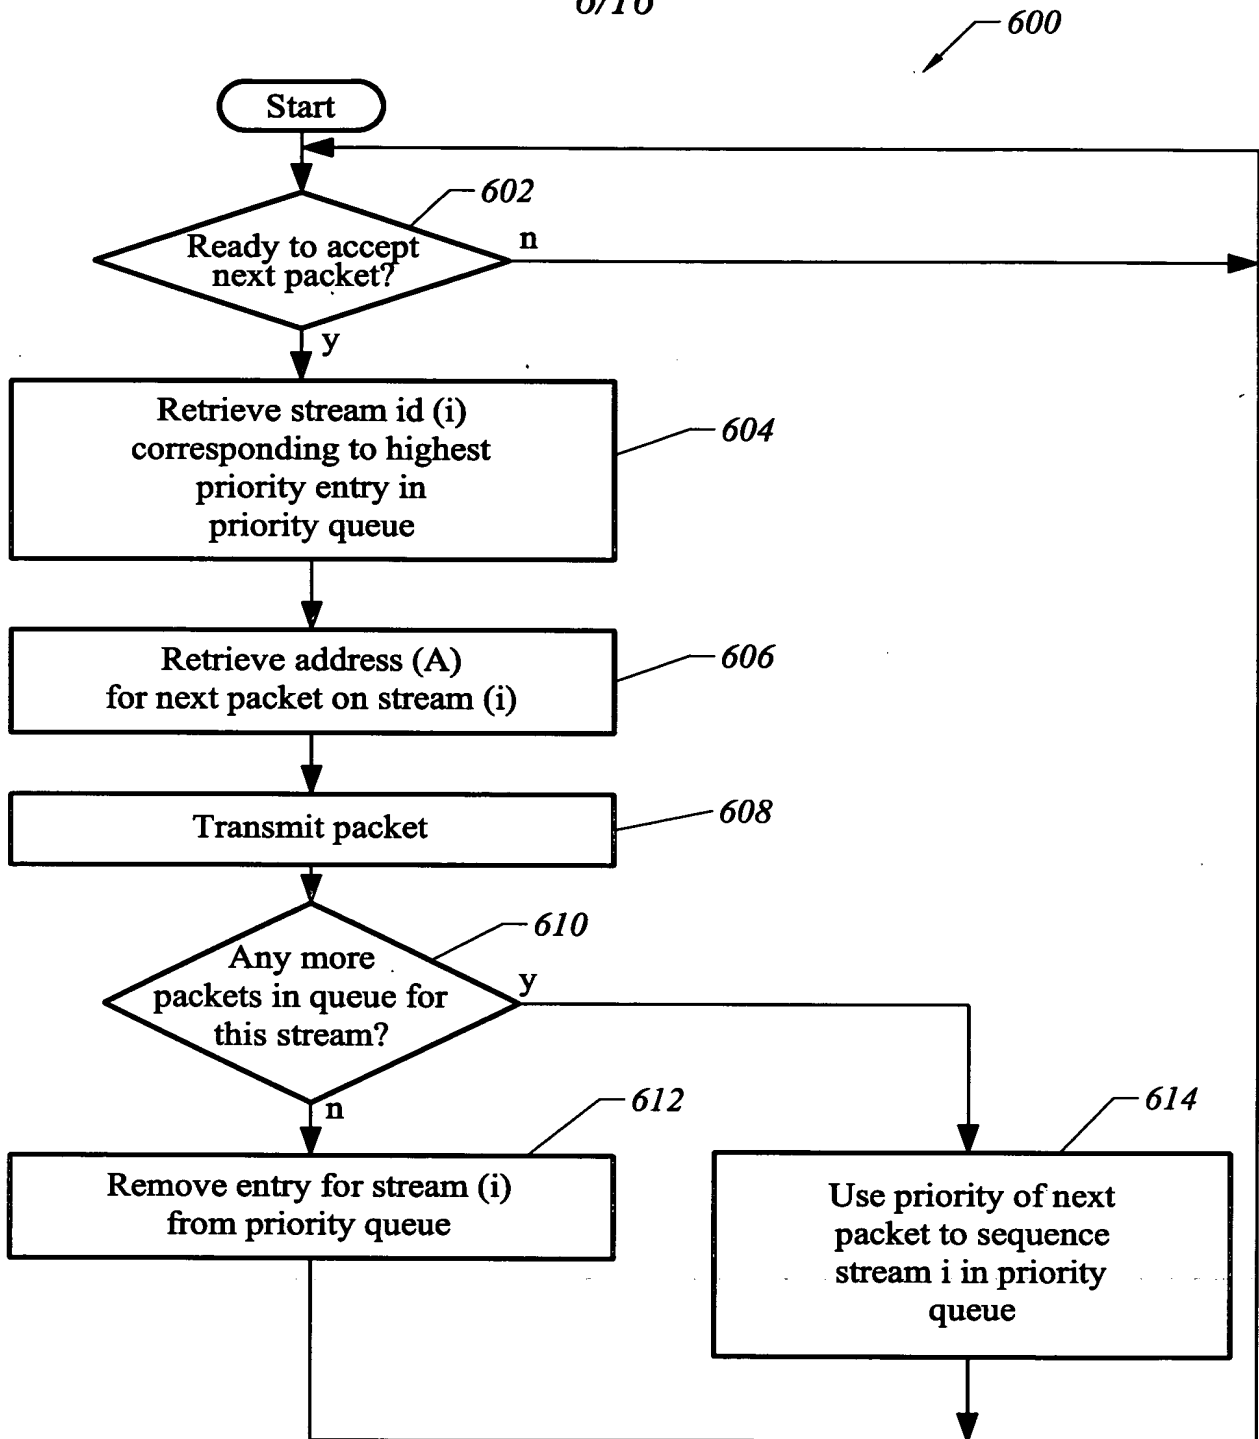 600
Start
602
Ready to accept
next packet?
n
y
Retrieve stream id (i)
corresponding to highest
priority entry in
priority queue
604
Retrieve address (A)
for next packet on stream (i)
606
Transmit packet
608
610
Any more
packets in queue for
this stream?
y
n
612
614
Remove entry for stream (i)
from priority queue
Use priority of next
packet to sequence
stream i in priority
queue